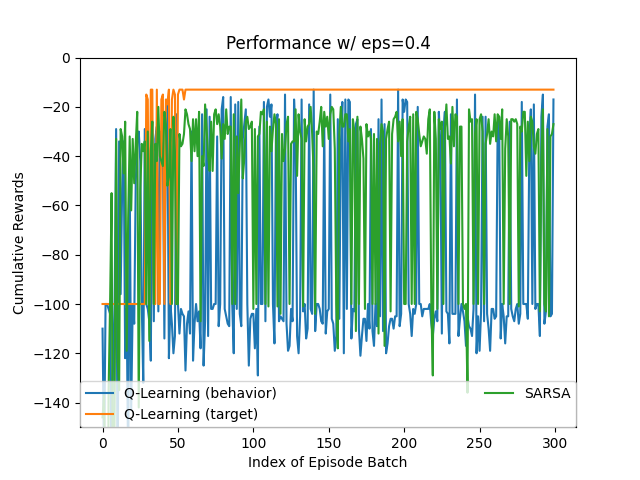 Performance w/ eps=0.4
Cumulative Rewards
0
−20
−40
−60
−80
−100
−120
−140
Q-Learning (behavior)
Q-Learning (target)
SARSA
0 50 100 150 200 250 300
Index of Episode Batch